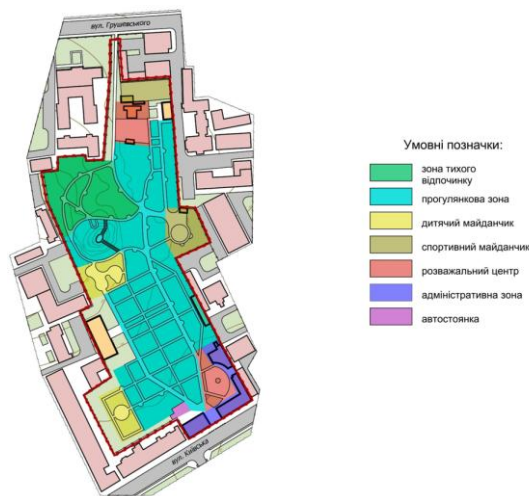 вул. Грушевського
Умовні позначки:
зона тихого
відпочинку
прогулянкова зона
дитячий майданчик
спортивний майданчик
розважальний центр
адміністративна зона
автостоянка
вул. Київська